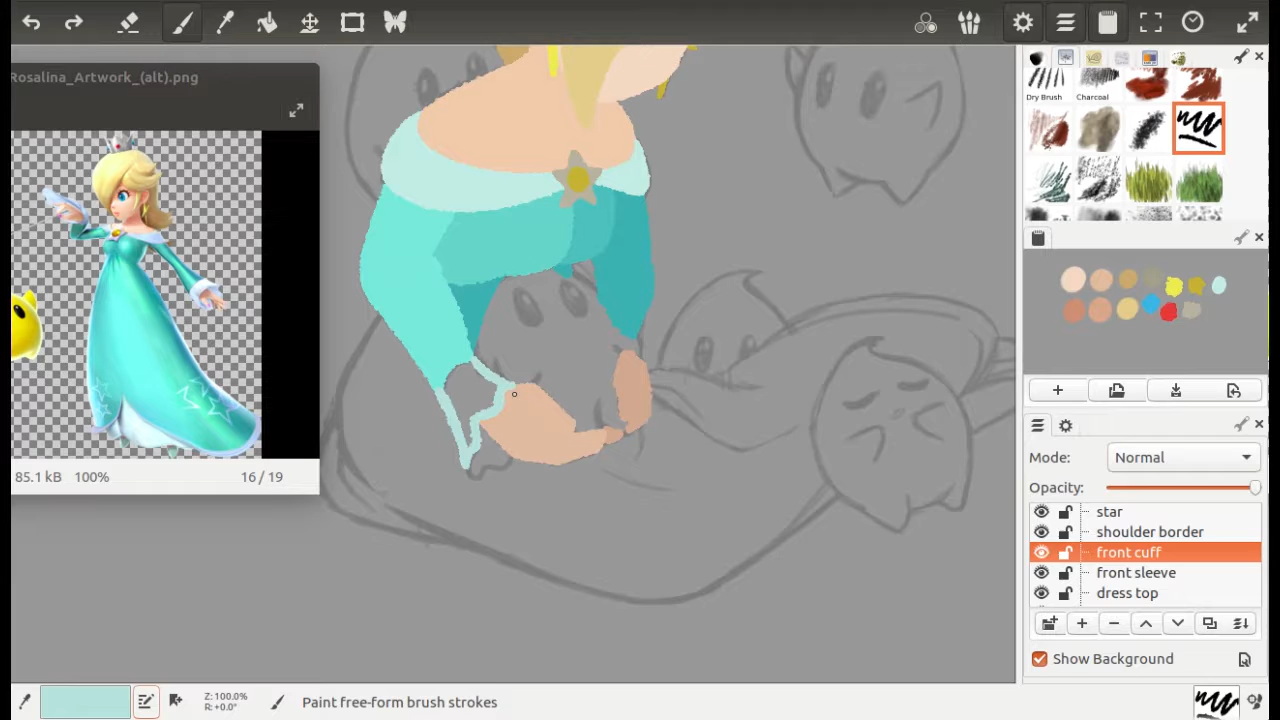 Rosalina_Artwork_(alt).png
85.1 kB 100% 16 / 19
Dry Brush Charcoal
Mode: Normal
Opacity:
star
shoulder border
front cuff
front sleeve
dress top
Show Background
Z: 100.0%
R: +0.0°
Paint free-form brush strokes